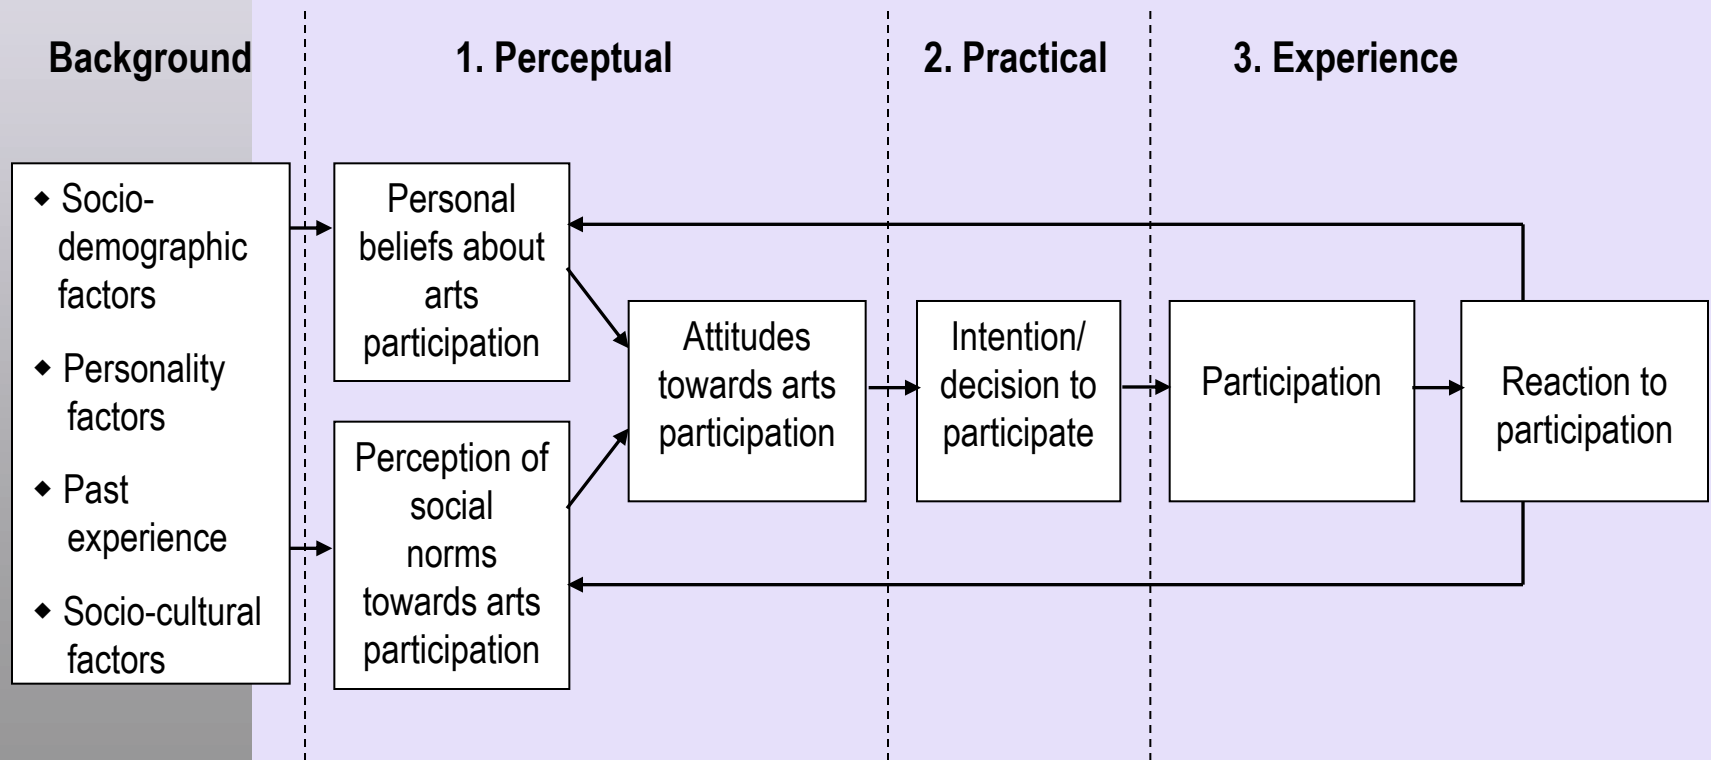 Background
1. Perceptual
2. Practical
3. Experience
◆ Socio-
demographic
factors
◆ Personality
factors
◆ Past
experience
◆ Socio-cultural
factors
Personal
beliefs about
arts
participation
Perception of
social
norms
towards arts
participation
Attitudes
towards arts
participation
Intention/
decision to
participate
Participation
Reaction to
participation